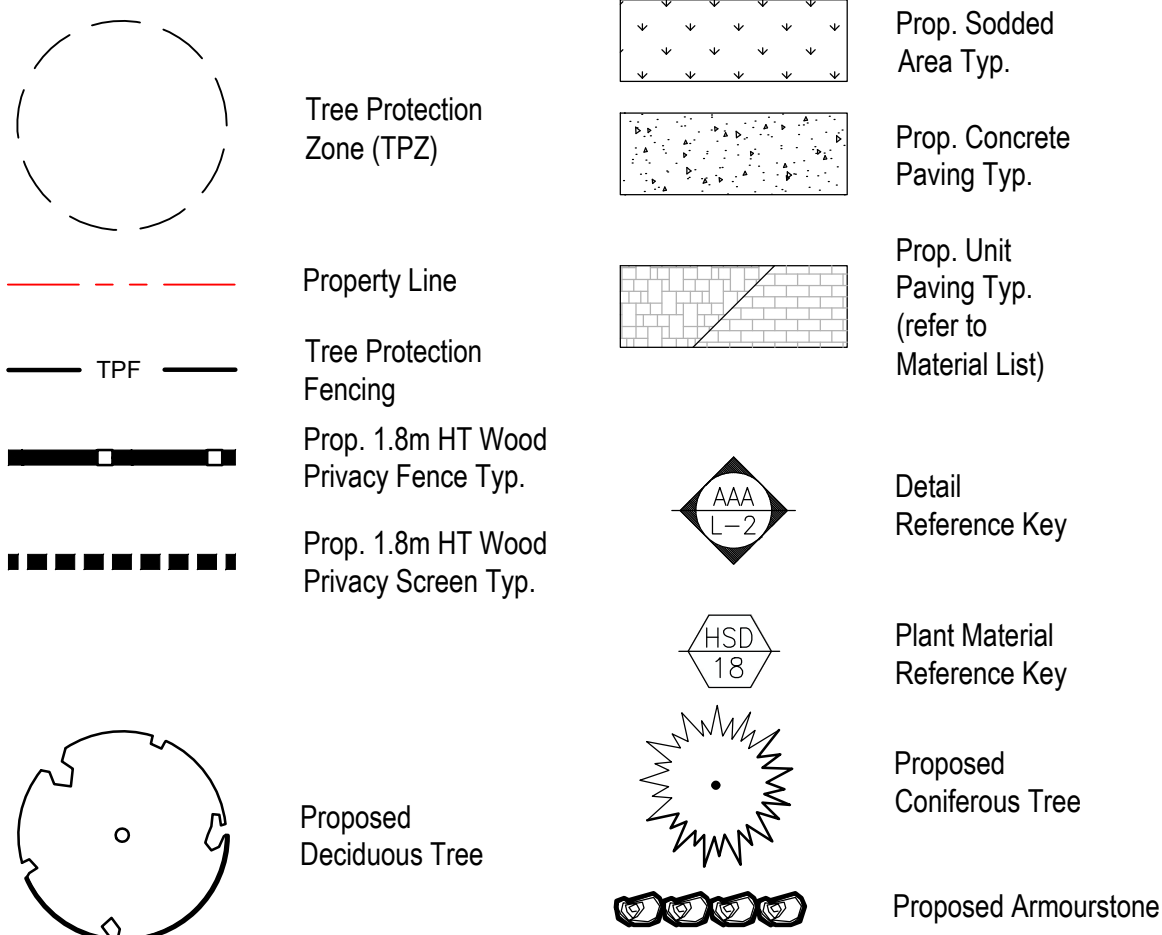 Tree Protection
Zone (TPZ)
Property Line
TPF
Tree Protection
Fencing
Prop. 1.8m HT Wood
Privacy Fence Typ.
Prop. 1.8m HT Wood
Privacy Screen Typ.
Proposed
Deciduous Tree
Prop. Sodded
Area Typ.
Prop. Concrete
Paving Typ.
Prop. Unit
Paving Typ.
(refer to
Material List)
AAA
L-2
Detail
Reference Key
HSD
18
Plant Material
Reference Key
Proposed
Coniferous Tree
Proposed Armourstone